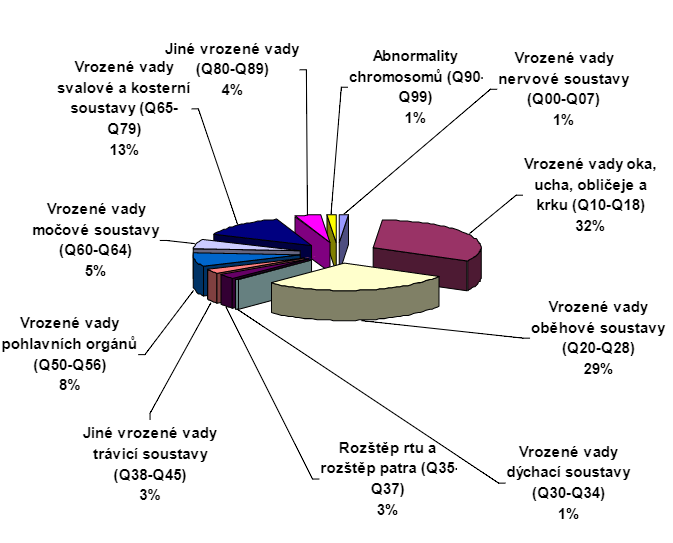 Jiné vrozené vady
(Q80-Q89)
4%
Abnormality
chromosomů (Q90-
Q99)
1%
Vrozené vady
nervové soustavy
(Q00-Q07)
1%
Vrozené vady
svalové a kosterní
soustavy (Q65-
Q79)
13%
Vrozené vady oka,
ucha, obličeje a
krku (Q10-Q18)
32%
Vrozené vady
močové soustavy
(Q60-Q64)
5%
Vrozené vady
oběhové soustavy
(Q20-Q28)
29%
Vrozené vady
pohlavních orgánů
(Q50-Q56)
8%
Jiné vrozené vady
trávicí soustavy
(Q38-Q45)
3%
Rozštěp rtu a
rozštěp patra (Q35-
Q37)
3%
Vrozené vady
dýchací soustavy
(Q30-Q34)
1%